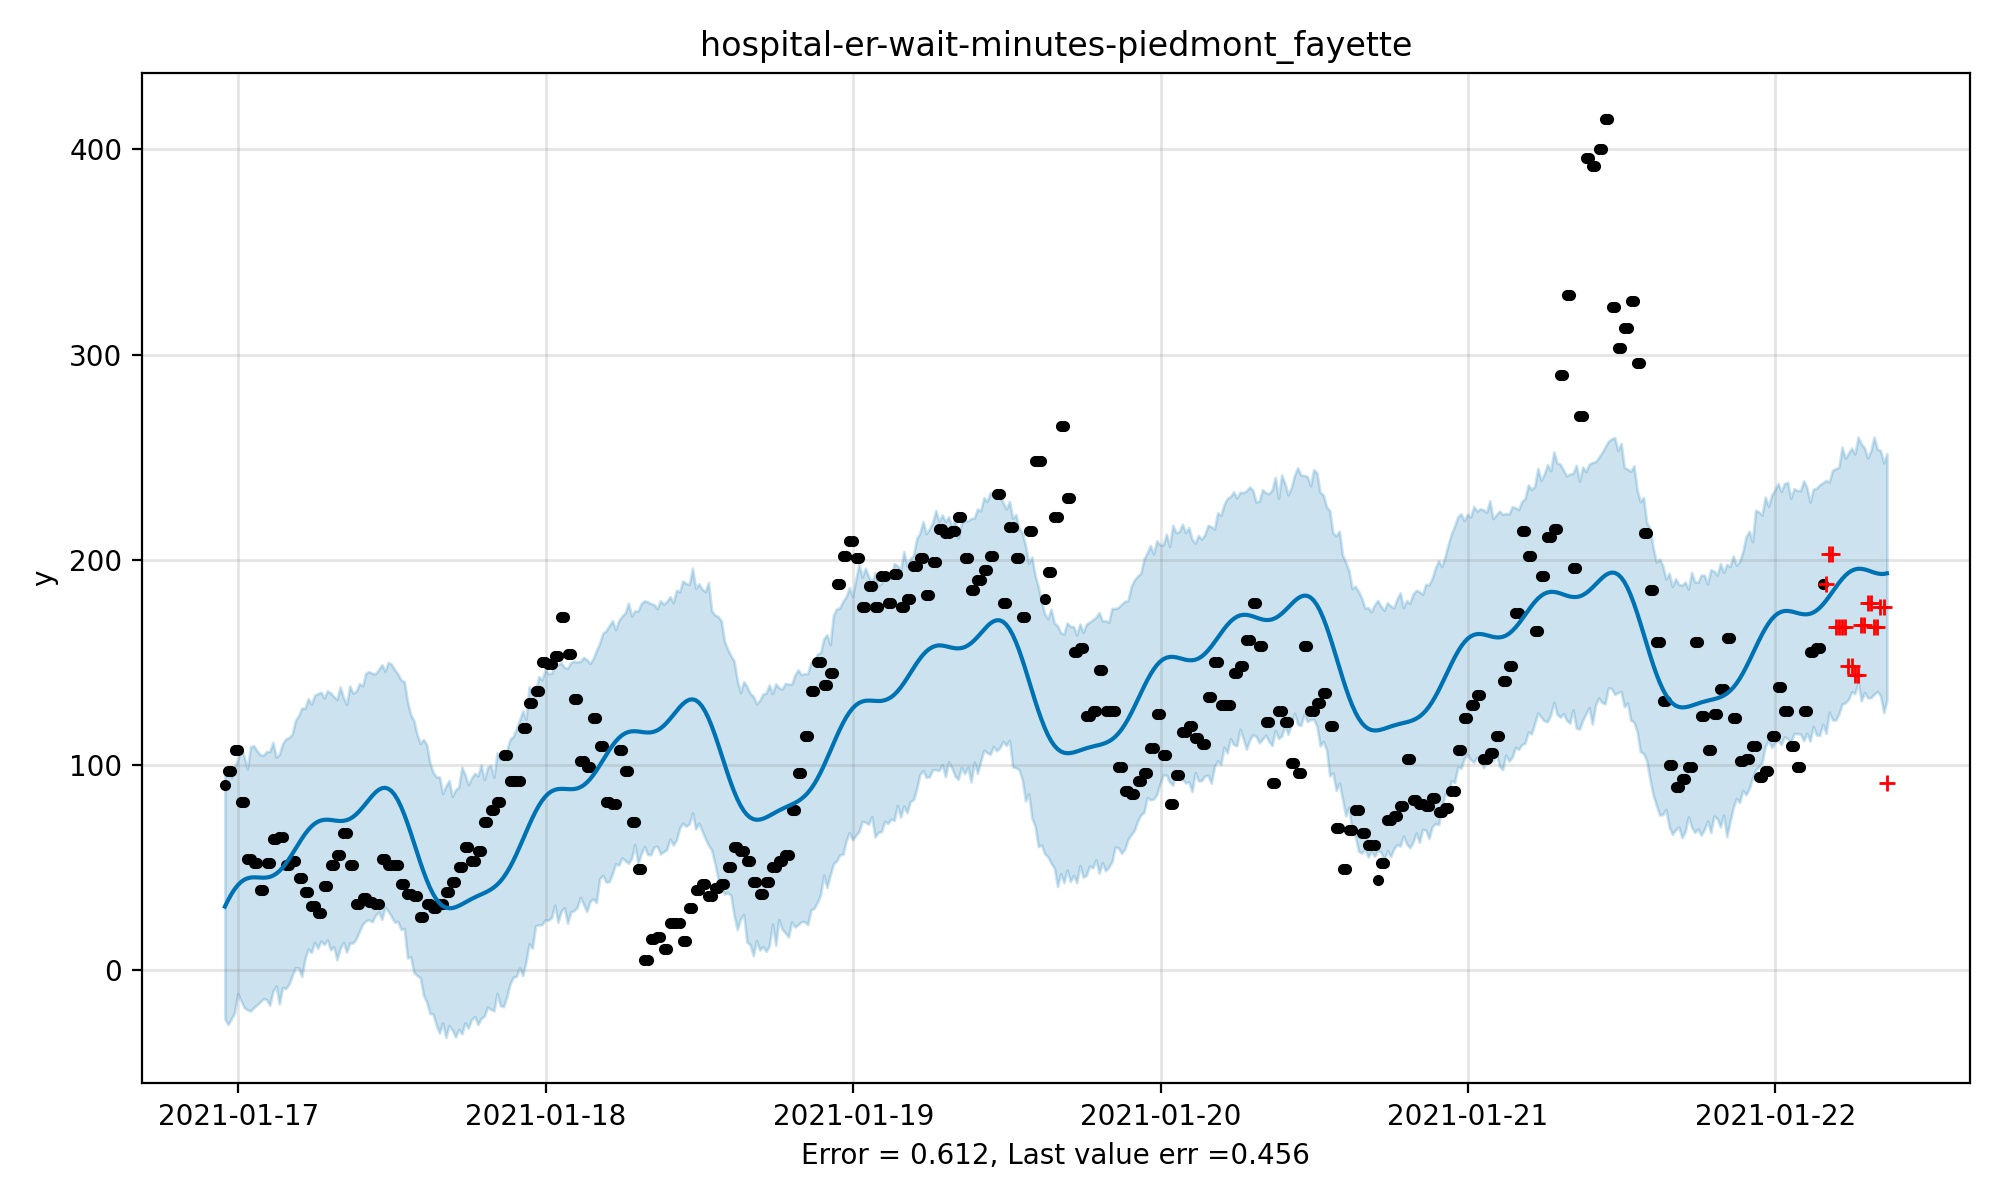 hospital-er-wait-minutes-piedmont_fayette
400
300
200
100
0
y
2021-01-17 2021-01-18 2021-01-19 2021-01-20 2021-01-21 2021-01-22
Error = 0.612, Last value err =0.456